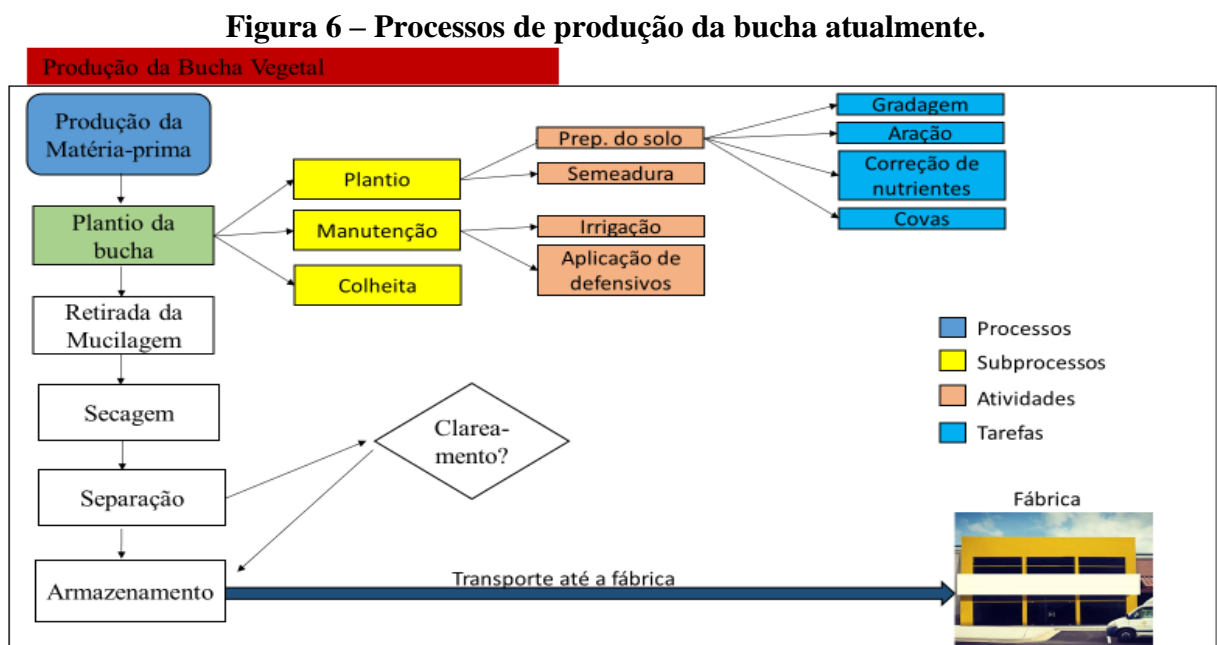 Figura 6 – Processos de produção da bucha atualmente.
Produção da Bucha Vegetal
Produção da
Matéria-prima
Plantio da
bucha
Retirada da
Mucilagem
Secagem
Separação
Armazenamento
Plantio
Manutenção
Colheita
Prep. do solo
Semeadura
Irrigação
Aplicação de
defensivos
Gradagem
Aração
Correção de
nutrientes
Covas
Processos
Subprocessos
Atividades
Tarefas
Clarea-
mento?
Transporte até a fábrica
Fábrica